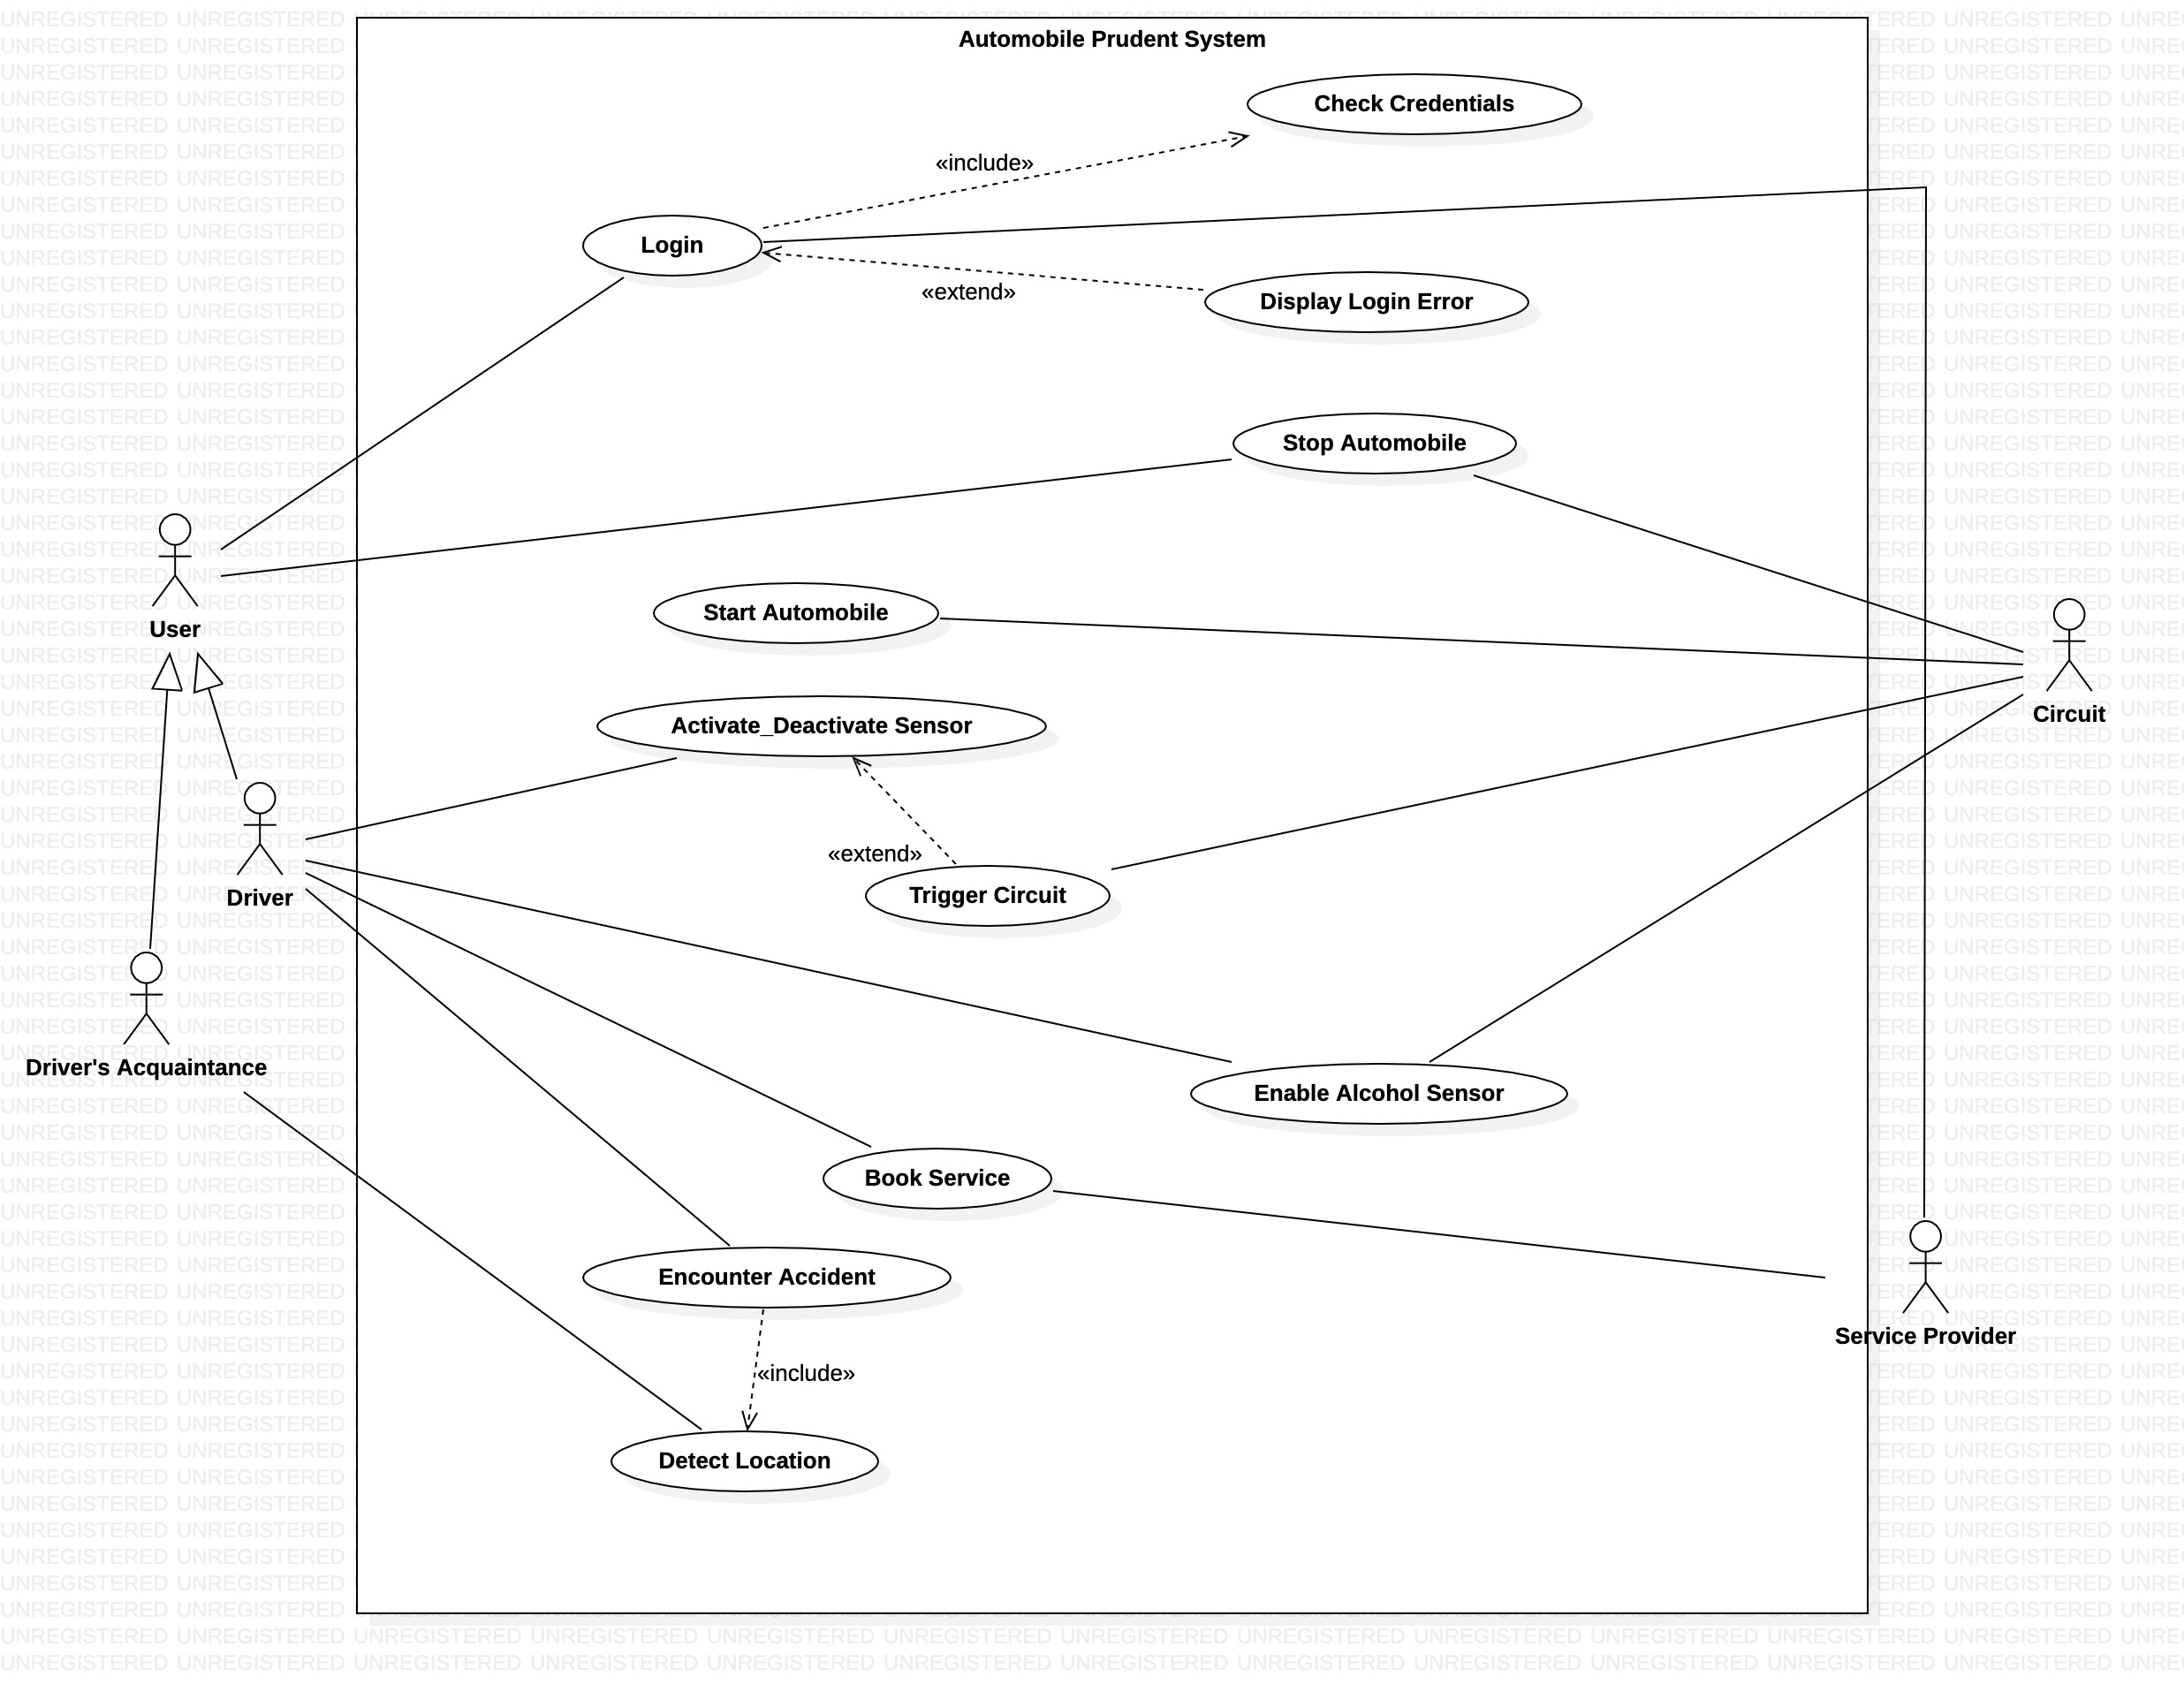 Automobile Prudent System
Check Credentials
«include»
Login
«extend»
Display Login Error
Stop Automobile
User
Start Automobile
Circuit
Activate_Deactivate Sensor
«extend»
Trigger Circuit
Driver
Driver's Acquaintance
Enable Alcohol Sensor
Book Service
Encounter Accident
Service Provider
«include»
Detect Location
UNREGISTERED UNREGISTERED UNREGISTERED UNREGISTERED UNREGISTERED UNREGISTERED UNREGISTERED UNREGISTERED UNREGISTERED UNREGISTERED UNREGISTERED UNREGISTERED